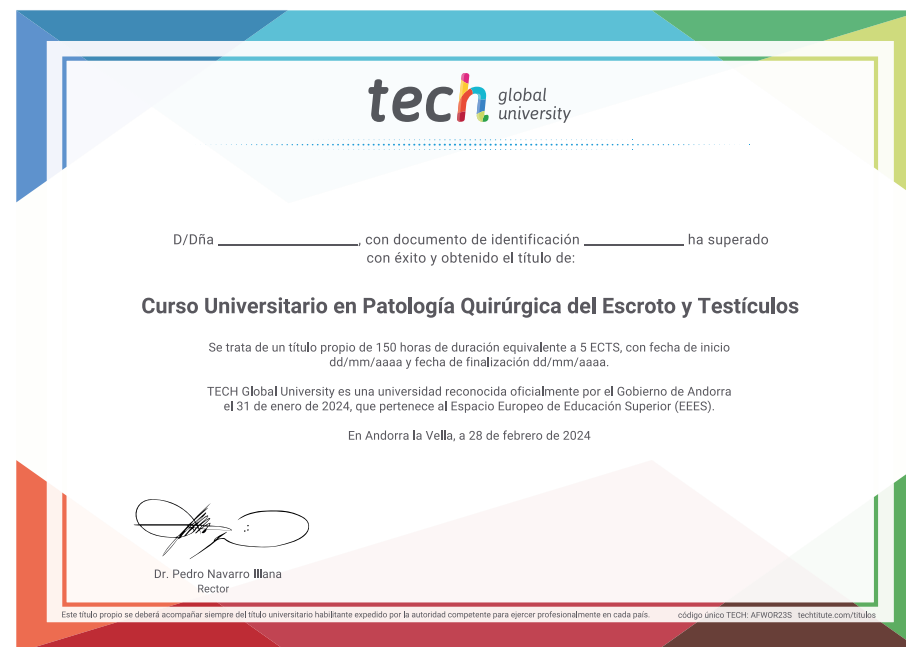 tech global university
D/Dña ____________________, con documento de identificación ______________ ha superado
con éxito y obtenido el título de:
Curso Universitario en Patología Quirúrgica del Escroto y Testículos
Se trata de un título propio de 150 horas de duración equivalente a 5 ECTS, con fecha de inicio
dd/mm/aaaa y fecha de finalización dd/mm/aaaa.
TECH Global University es una universidad reconocida oficialmente por el Gobierno de Andorra
el 31 de enero de 2024, que pertenece al Espacio Europeo de Educación Superior (EEES).
En Andorra la Vella, a 28 de febrero de 2024
Dr. Pedro Navarro Illana
Rector
Este título propio se deberá acompañar siempre del título universitario habilitante expedido por la autoridad competente para ejercer profesionalmente en cada país. código único TECH: AFWOR23S techtitute.com/titulos